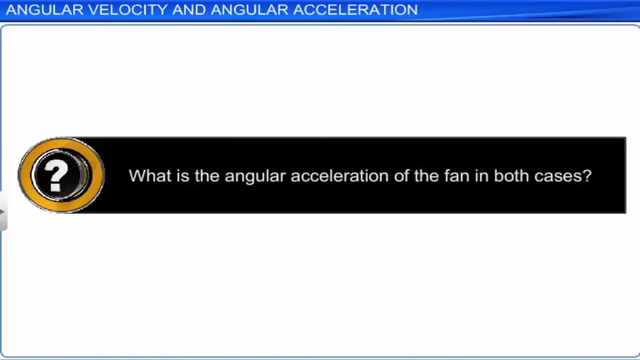 ANGULAR VELOCITY AND ANGULAR ACCELERATION
? What is the angular acceleration of the fan in both cases?